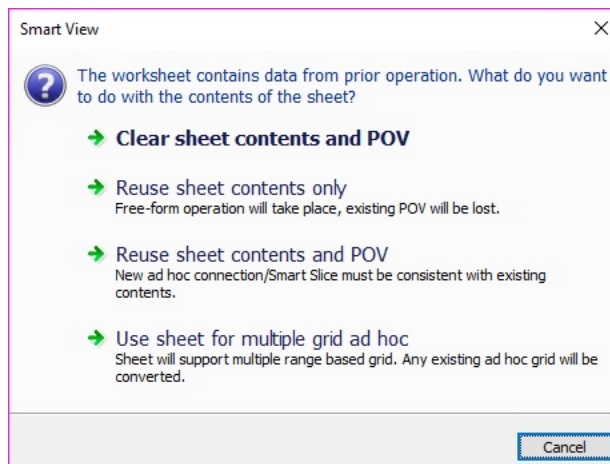 Smart View
The worksheet contains data from prior operation. What do you want
to do with the contents of the sheet?
Clear sheet contents and POV
Reuse sheet contents only
Free-form operation will take place, existing POV will be lost.
Reuse sheet contents and POV
New ad hoc connection/Smart Slice must be consistent with existing
contents.
Use sheet for multiple grid ad hoc
Sheet will support multiple range based grid. Any existing ad hoc grid will be
converted.
Cancel